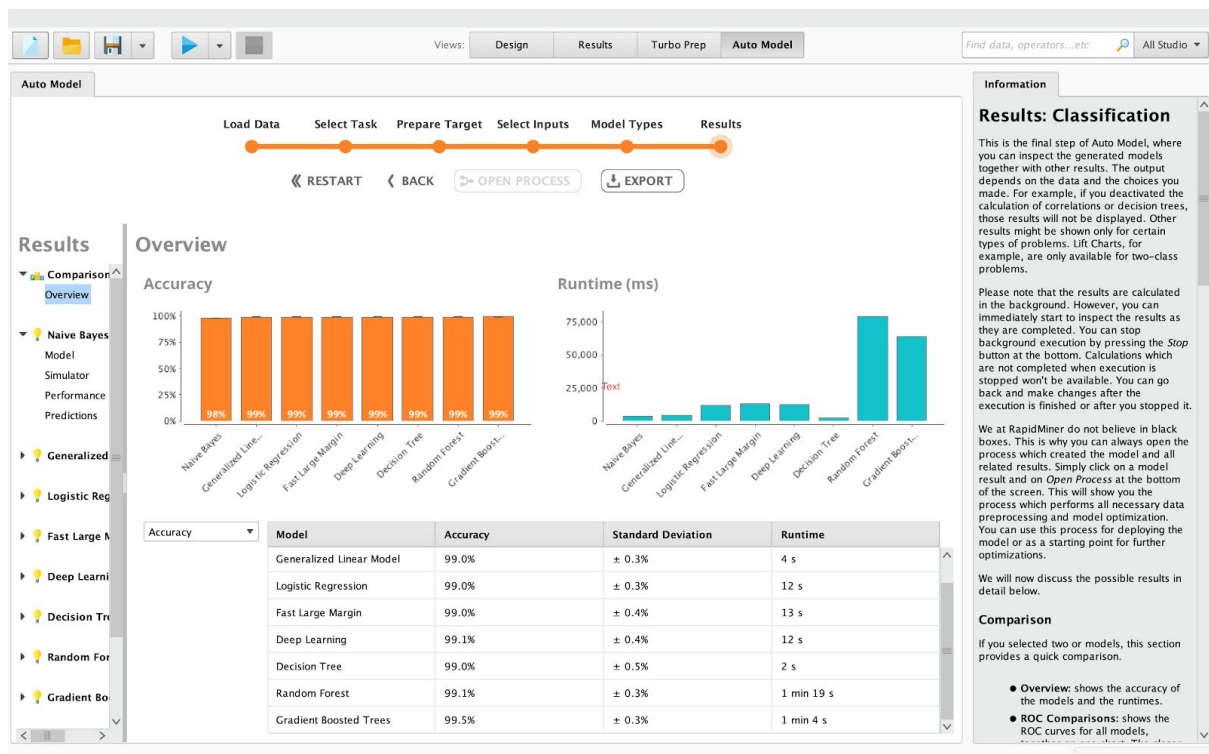 Views:
Design
Results
Turbo Prep
Auto Model
Find data, operators...etc
All Studio
Auto Model
Load Data
Select Task
Prepare Target
Select Inputs
Model Types
Results
RESTART
BACK
OPEN PROCESS
EXPORT
Results
Comparison
Overview
Naive Bayes
Model
Simulator
Performance
Predictions
Generalized
Logistic Reg
Fast Large M
Deep Learni
Decision Tre
Random For
Gradient Bo
Overview
Accuracy
100%
75%
50%
25%
0%
98% 99% 99% 99% 99% 99% 99% 99%
Naive Bayes
Generalized Line...
Logistic Regression
Fast Large Margin
Deep Learning
Decision Tree
Random Forest
Gradient Boost...
Runtime (ms)
75,000
50,000
25,000
Text
0
Naive Bayes
Generalized Line...
Logistic Regression
Fast Large Margin
Deep Learning
Decision Tree
Random Forest
Gradient Boost...
Accuracy
Model Accuracy Standard Deviation Runtime
Generalized Linear Model 99.0% ± 0.3% 4 s
Logistic Regression 99.0% ± 0.3% 12 s
Fast Large Margin 99.0% ± 0.4% 13 s
Deep Learning 99.1% ± 0.4% 12 s
Decision Tree 99.0% ± 0.5% 2 s
Random Forest 99.1% ± 0.3% 1 min 19 s
Gradient Boosted Trees 99.5% ± 0.3% 1 min 4 s
Information
Results: Classification
This is the final step of Auto Model, where
you can inspect the generated models
together with other results. The output
depends on the data and the choices you
made. For example, if you deactivated the
calculation of correlations or decision trees,
those results will not be displayed. Other
results might be shown only for certain
types of problems. Lift Charts, for
example, are only available for two-class
problems.
Please note that the results are calculated
in the background. However, you can
immediately start to inspect the results as
they are completed. You can stop
background execution by pressing the Stop
button at the bottom. Calculations which
are not completed when execution is
stopped won't be available. You can go
back and make changes after the
execution is finished or after you stopped it.
We at RapidMiner do not believe in black
boxes. This is why you can always open the
process which created the model and all
related results. Simply click on a model
result and on Open Process at the bottom
of the screen. This will show you the
process which performs all necessary data
preprocessing and model optimization.
You can use this process for deploying the
model or as a starting point for further
optimizations.
We will now discuss the possible results in
detail below.
Comparison
If you selected two or models, this section
provides a quick comparison.
● Overview: shows the accuracy of
the models and the runtimes.
● ROC Comparisons: shows the
ROC curves for all models,